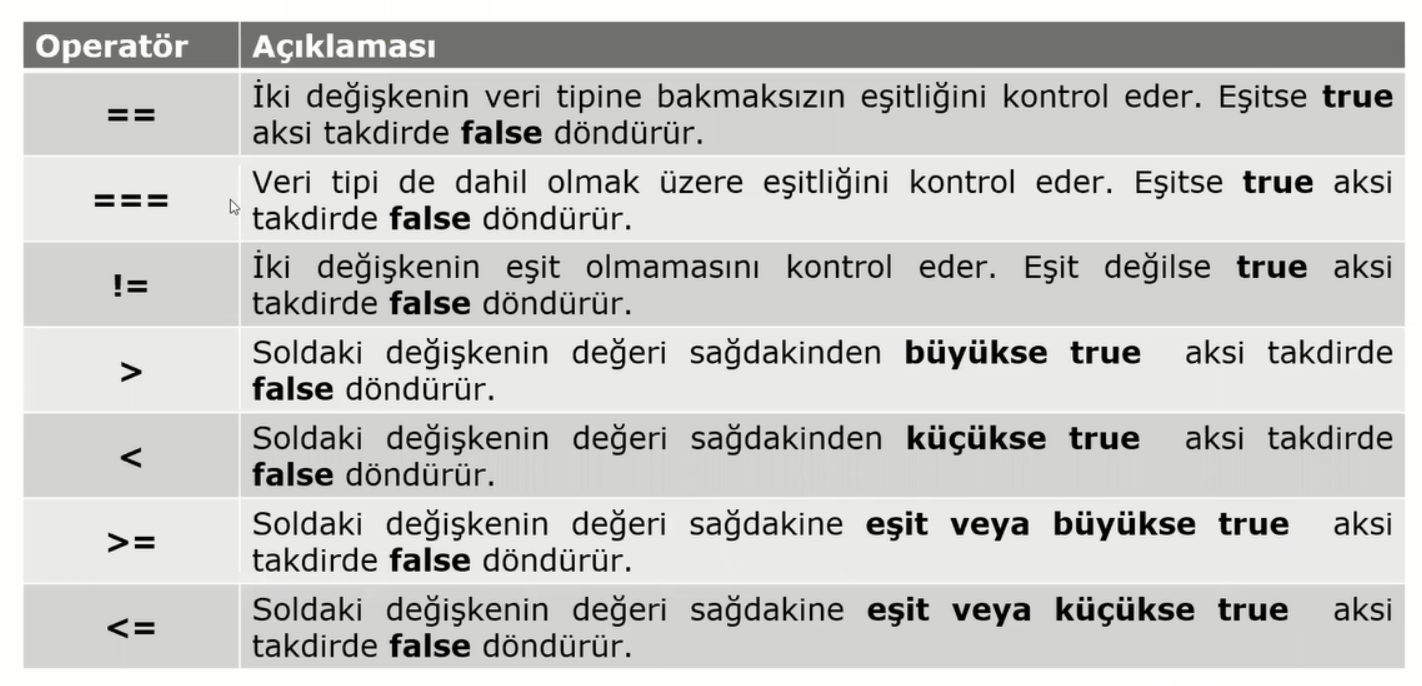 Operatör Açıklaması
== İki değişkenin veri tipine bakmaksızın eşitliğini kontrol eder. Eşitse true
aksi takdirde false döndürür.
=== Veri tipi de dahil olmak üzere eşitliğini kontrol eder. Eşitse true aksi
takdirde false döndürür.
!= İki değişkenin eşit olmamasını kontrol eder. Eşit değilse true aksi
takdirde false döndürür.
> Soldaki değişkenin değeri sağdakinden büyükse true aksi takdirde
false döndürür.
< Soldaki değişkenin değeri sağdakinden küçükse true aksi takdirde
false döndürür.
>= Soldaki değişkenin değeri sağdakine eşit veya büyükse true aksi
takdirde false döndürür.
<= Soldaki değişkenin değeri sağdakine eşit veya küçükse true aksi
takdirde false döndürür.